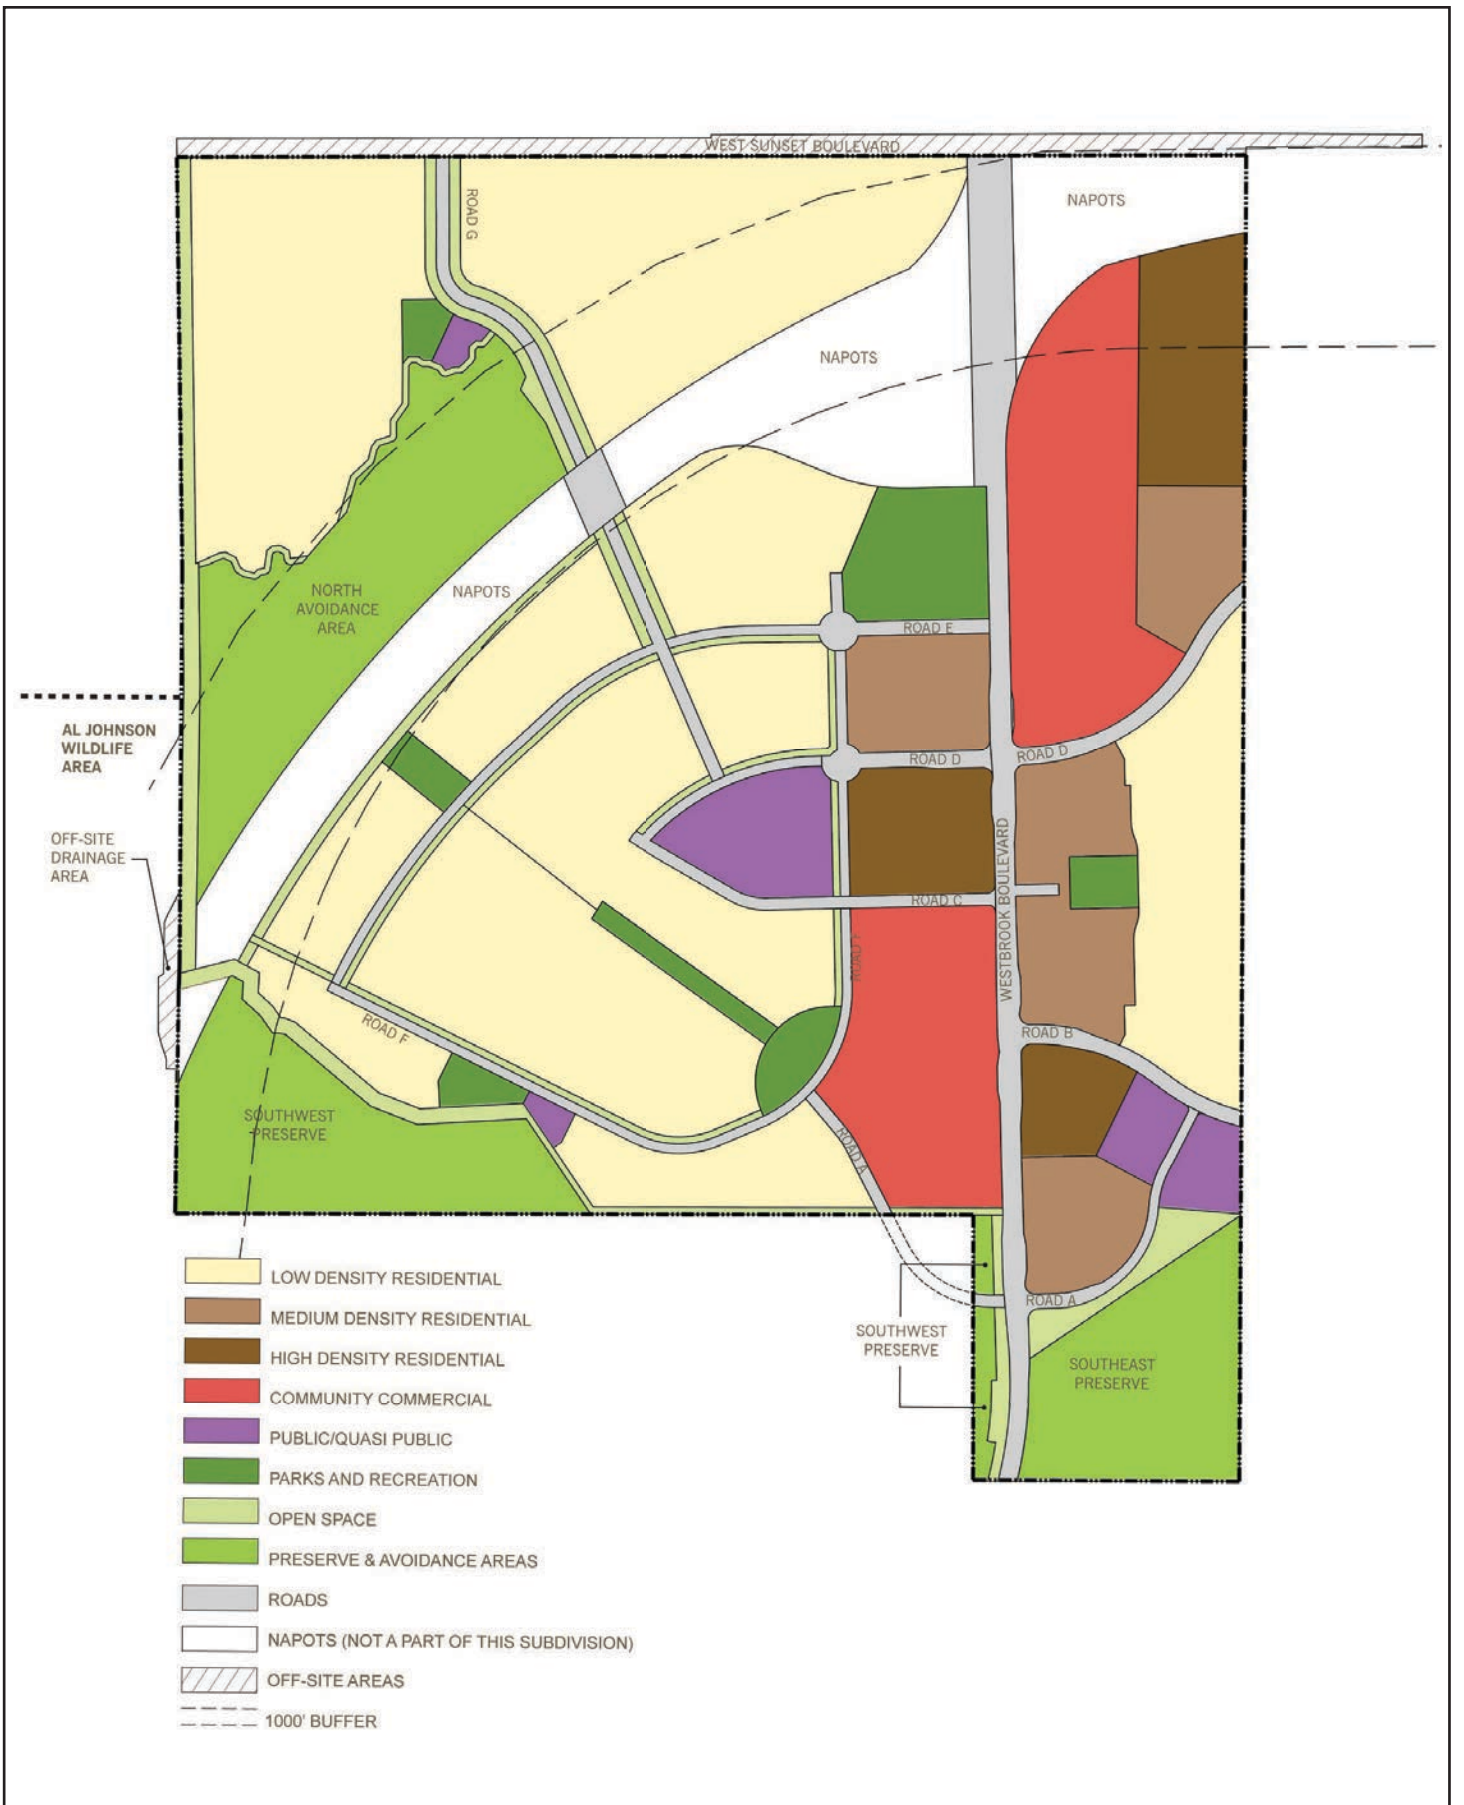 WEST SUNSET BOULEVARD
NAPOTS
ROAD G
NAPOTS
NORTH
AVOIDANCE
AREA
NAPOTS
ROAD E
AL JOHNSON
WILDLIFE
AREA
ROAD D
ROAD D
OFF-SITE
DRAINAGE
AREA
WESTBROOK BOULEVARD
ROAD C
ROAD F
ROAD F
ROAD B
SOUTHWEST
PRESERVE
ROAD A
ROAD A
SOUTHWEST
PRESERVE
SOUTHEAST
PRESERVE
LOW DENSITY RESIDENTIAL
MEDIUM DENSITY RESIDENTIAL
HIGH DENSITY RESIDENTIAL
COMMUNITY COMMERCIAL
PUBLIC/QUASI PUBLIC
PARKS AND RECREATION
OPEN SPACE
PRESERVE & AVOIDANCE AREAS
ROADS
NAPOTS (NOT A PART OF THIS SUBDIVISION)
OFF-SITE AREAS
1000' BUFFER